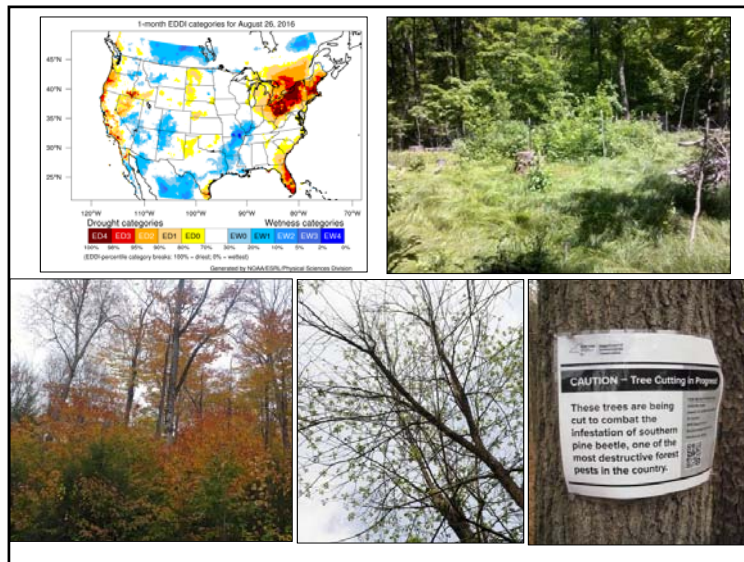 1-month EDDI categories for August 26, 2016
45°N
40°N
35°N
30°N
25°N
120°W 110°W 100°W 90°W 80°W 70°W
Drought categories Wetness categories
ED4 ED3 ED2 ED1 ED0 EW0 EW1 EW2 EW3 EW4
100% 98% 95% 90% 80% 70% 30% 20% 10% 5% 2% 0%
(EDDI-percentile category breaks: 100% = driest; 0% = wettest)
Generated by NOAA/ESRL/Physical Sciences Division
CAUTION – Tree Cutting in Progress
These trees are being
cut to combat the
infestation of southern
pine beetle, one of the
most destructive forest
pests in the country.